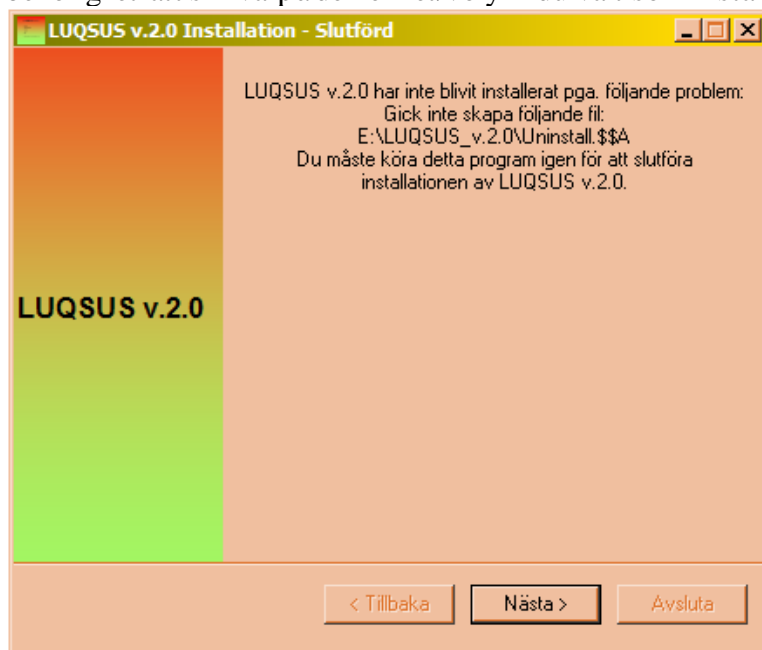 LUQSUS v.2.0 Installation - Slutförd
LUQSUS v.2.0 har inte blivit installerat pga. följande problem:
Gick inte skapa följande fil:
E:\LUQSUS_v.2.0\Uninstall.$$A
Du måste köra detta program igen för att slutföra
installationen av LUQSUS v.2.0.
LUQSUS v.2.0
< Tillbaka
Nästa >
Avsluta